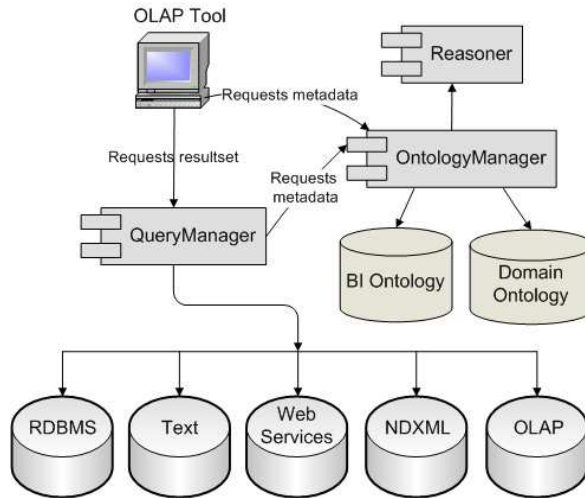 OLAP Tool
Reasoner
Requests metadata
OntologyManager
Requests resultset
Requests
metadata
QueryManager
BI Ontology
Domain
Ontology
RDBMS
Text
Web
Services
NDXML
OLAP